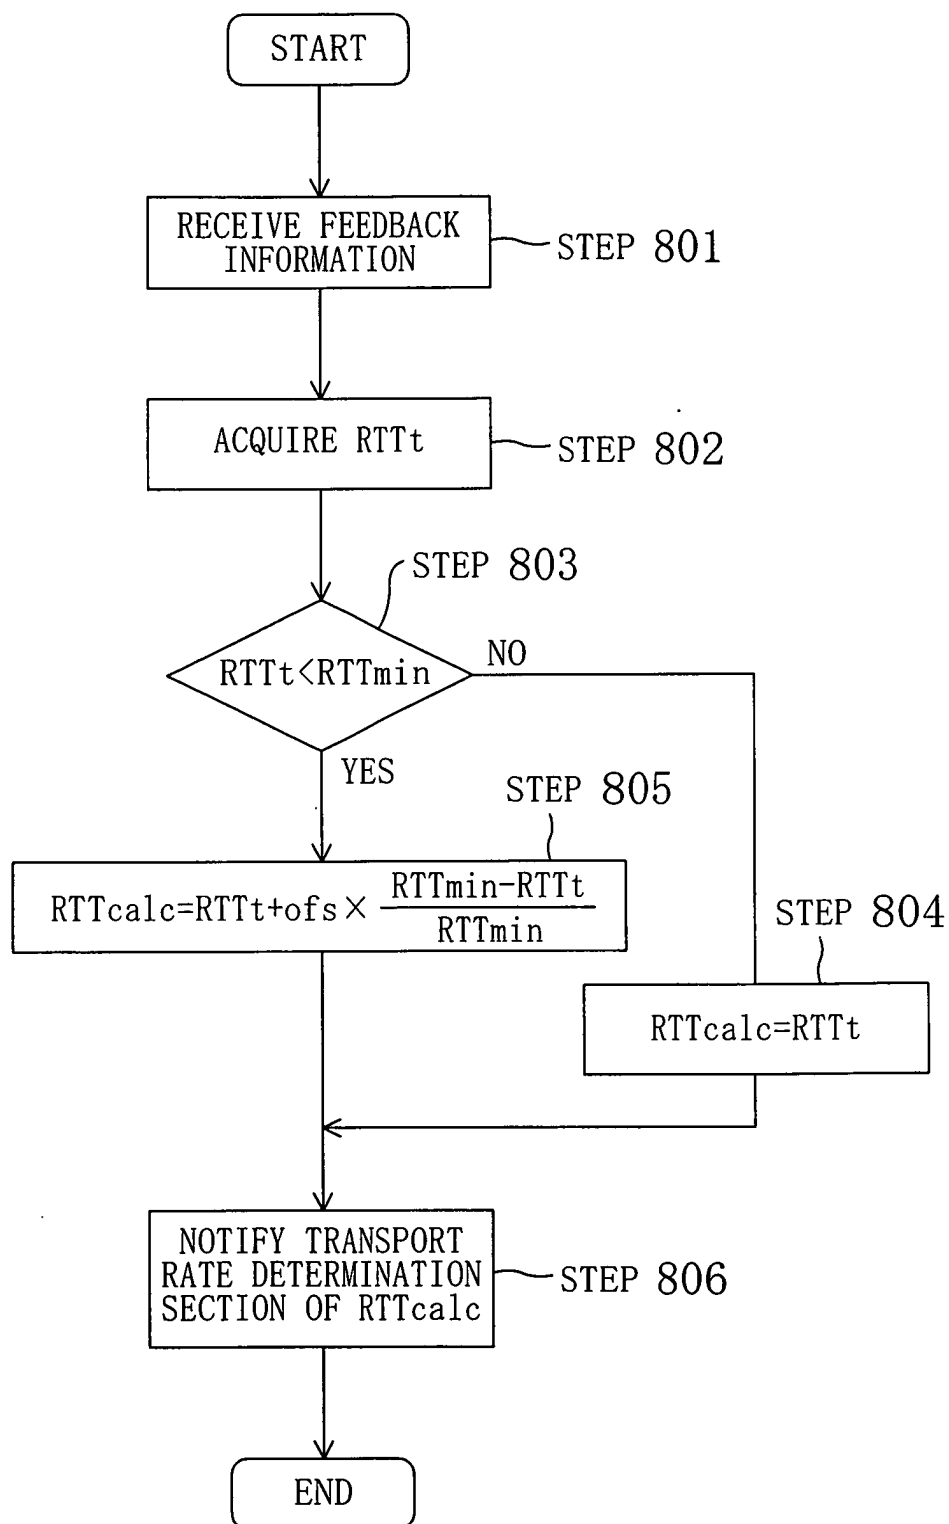 START
RECEIVE FEEDBACK
INFORMATION
STEP 801
ACQUIRE RTTt
STEP 802
STEP 803
RTTt<RTTmin
NO
YES
STEP 805
RTTcalc=RTTt+ofs× RTTmin-RTTt
RTTmin
STEP 804
RTTcalc=RTTt
NOTIFY TRANSPORT
RATE DETERMINATION
SECTION OF RTTcalc
STEP 806
END